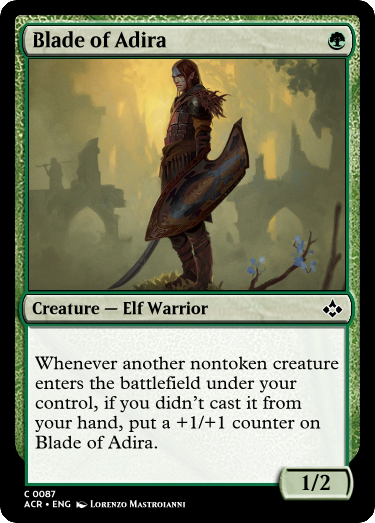 Blade of Adira
Creature — Elf Warrior
Whenever another nontoken creature
enters the battlefield under your
control, if you didn't cast it from
your hand, put a +1/+1 counter on
Blade of Adira.
1/2
C 0087
ACR • ENG Lorenzo Mastroianni